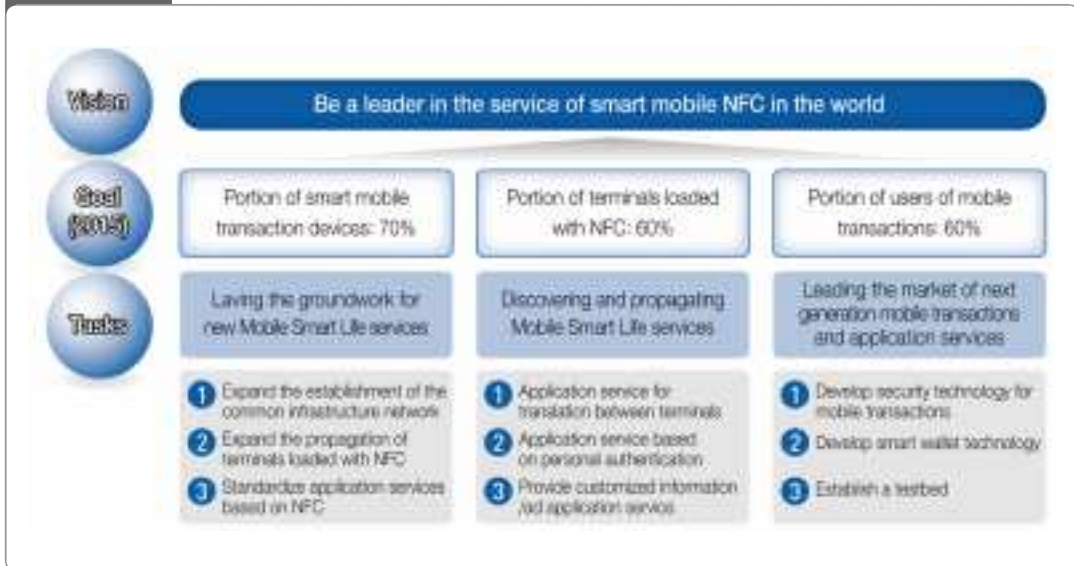 Vision
Be a leader in the service of smart mobile NFC in the world
Goal
(2015)
Portion of smart mobile
transaction devices: 70%
Portion of terminals loaded
with NFC: 60%
Portion of users of mobile
transactions: 60%
Tasks
Laving the groundwork for
new Mobile Smart Life services
Discovering and propagating
Mobile Smart Life services
Leading the market of next
generation mobile transactions
and application services
1 Expand the establishment of the
common infrastructure network
2 Expand the propagation of
terminals loaded with NFC
3 Standardize application services
based on NFC
1 Application service for
translation between terminals
2 Application service based
on personal authentication
3 Provide customized information
/ad application service
1 Develop security technology for
mobile transactions
2 Develop smart wallet technology
3 Establish a testbed